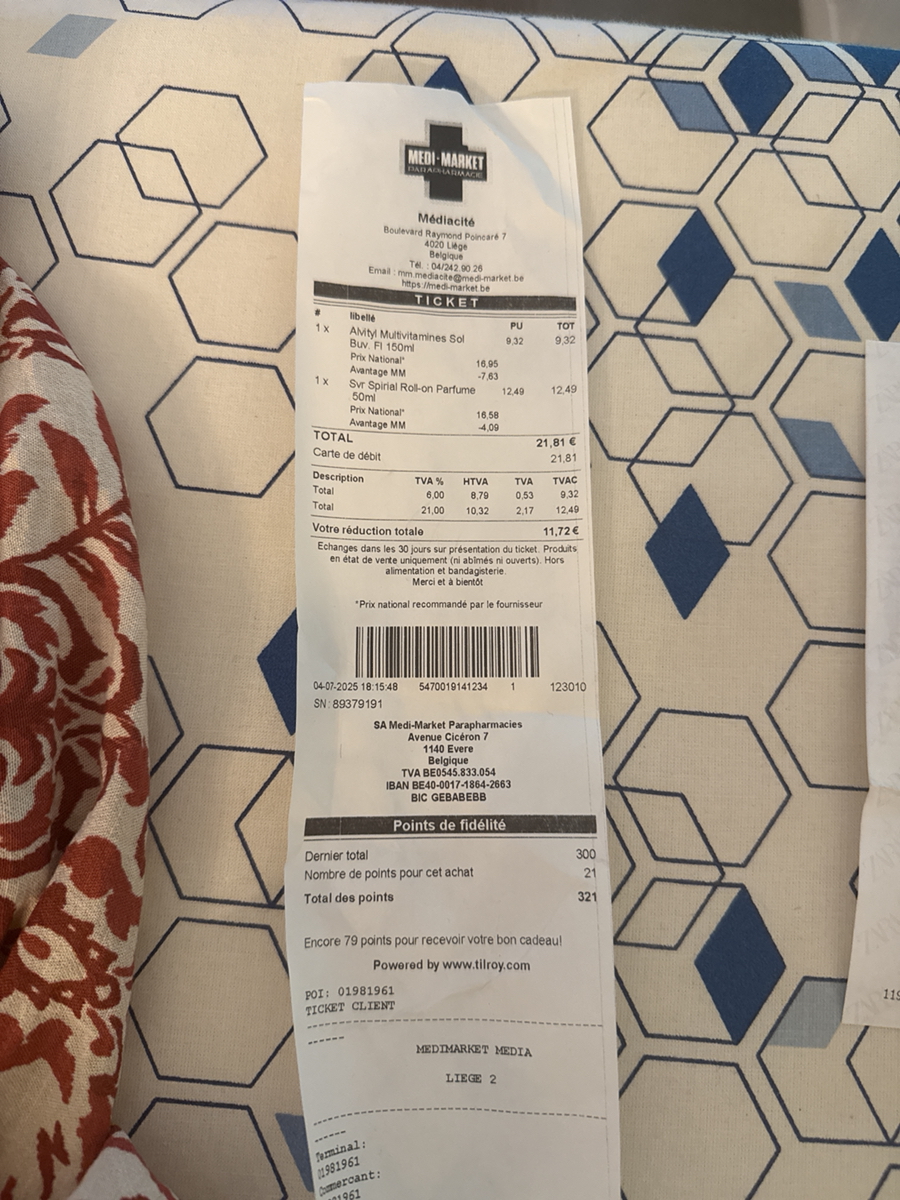 MEDI-MARKET
PARAPHARMACIE
Médiacité
Boulevard Raymond Poincaré 7
4020 Liège
Belgique
Tél. : 04/242.90.26
Email : mm.mediacite@medi-market.be
https://medi-market.be
TICKET
# libellé PU TOT
1 x Alvityl Multivitamines Sol 9,32 9,32
Buv. Fl 150ml
Prix National* 16,95
Avantage MM -7,63
1 x Svr Spirial Roll-on Parfume 12,49 12,49
50ml
Prix National* 16,58
Avantage MM -4,09
TOTAL 21,81 €
Carte de débit 21,81
Description TVA % HTVA TVA TVAC
Total 6,00 8,79 0,53 9,32
Total 21,00 10,32 2,17 12,49
Votre réduction totale 11,72 €
Echanges dans les 30 jours sur présentation du ticket. Produits
en état de vente uniquement (ni abîmés ni ouverts). Hors
alimentation et bandagisterie.
Merci et à bientôt
*Prix national recommandé par le fournisseur
04-07-2025 18:15:48 5470019141234 1 123010
SN : 89379191
SA Medi-Market Parapharmacies
Avenue Cicéron 7
1140 Evere
Belgique
TVA BE0545.833.054
IBAN BE40-0017-1864-2663
BIC GEBABEBB
Points de fidélité
Dernier total 300
Nombre de points pour cet achat 21
Total des points 321
Encore 79 points pour recevoir votre bon cadeau!
Powered by www.tilroy.com
POI: 01981961
TICKET CLIENT
MEDIMARKET MEDIA
LIEGE 2
Terminal:
01981961
Commercant:
1961
119